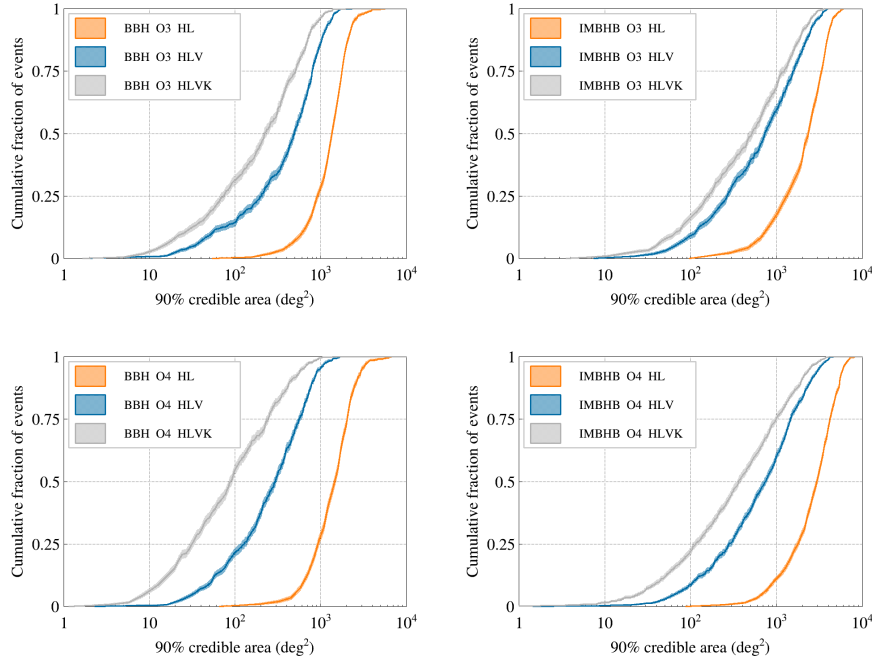 Cumulative fraction of events
1
0.75
0.5
0.25
0
BBH O3 HL
BBH O3 HLV
BBH O3 HLVK
1 10 10² 10³ 10⁴
90% credible area (deg²)
Cumulative fraction of events
1
0.75
0.5
0.25
0
IMBHB O3 HL
IMBHB O3 HLV
IMBHB O3 HLVK
1 10 10² 10³ 10⁴
90% credible area (deg²)
Cumulative fraction of events
1
0.75
0.5
0.25
0
BBH O4 HL
BBH O4 HLV
BBH O4 HLVK
1 10 10² 10³ 10⁴
90% credible area (deg²)
Cumulative fraction of events
1
0.75
0.5
0.25
0
IMBHB O4 HL
IMBHB O4 HLV
IMBHB O4 HLVK
1 10 10² 10³ 10⁴
90% credible area (deg²)